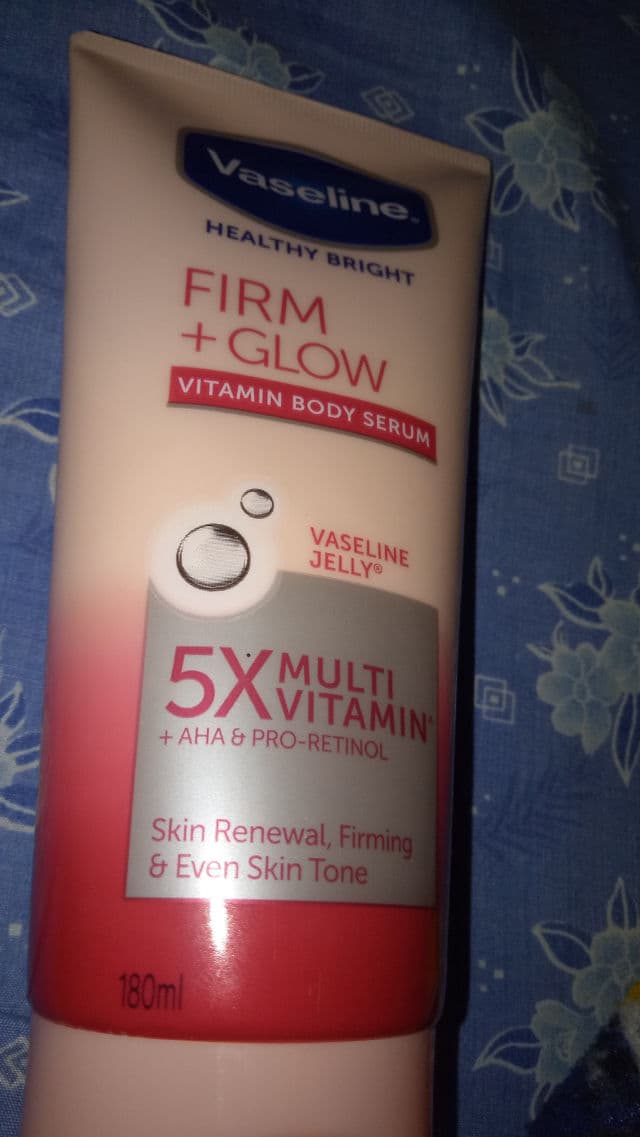 Vaseline.
HEALTHY BRIGHT
FIRM
+ GLOW
VITAMIN BODY SERUM
VASELINE
JELLY®
5X MULTI
VITAMIN^
+ AHA & PRO-RETINOL
Skin Renewal, Firming
& Even Skin Tone
180ml